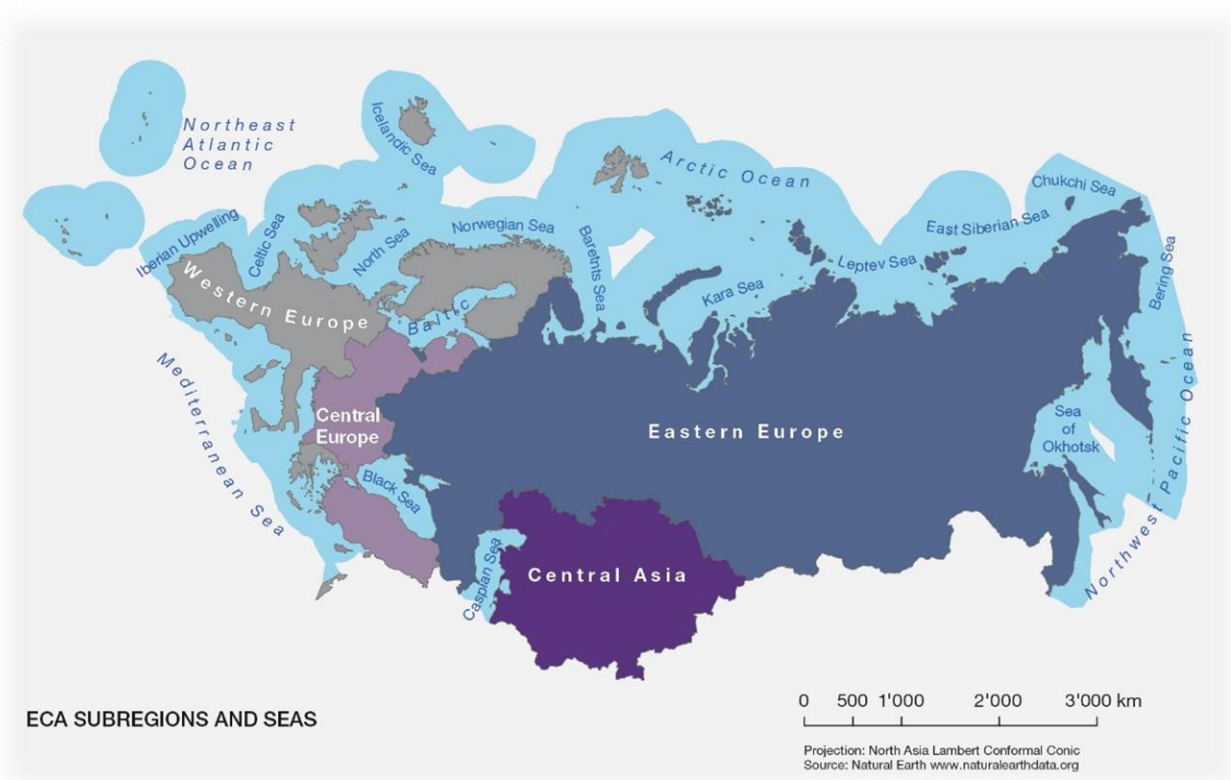 Northeast
Atlantic
Ocean
Icelandic Sea
Arctic Ocean
Chukchi Sea
Iberian Upwelling
Celtic Sea
North Sea
Norwegian Sea
Baretnts Sea
East Siberian Sea
Leptev Sea
Kara Sea
Bering Sea
Western Europe
Baltic
Mediterranean Sea
Central
Europe
Eastern Europe
Sea
of
Okhotsk
Northwest Pacific Ocean
Black Sea
Caspian Sea
Central Asia
ECA SUBREGIONS AND SEAS
0 500 1'000 2'000 3'000 km
Projection: North Asia Lambert Conformal Conic
Source: Natural Earth www.naturalearthdata.org